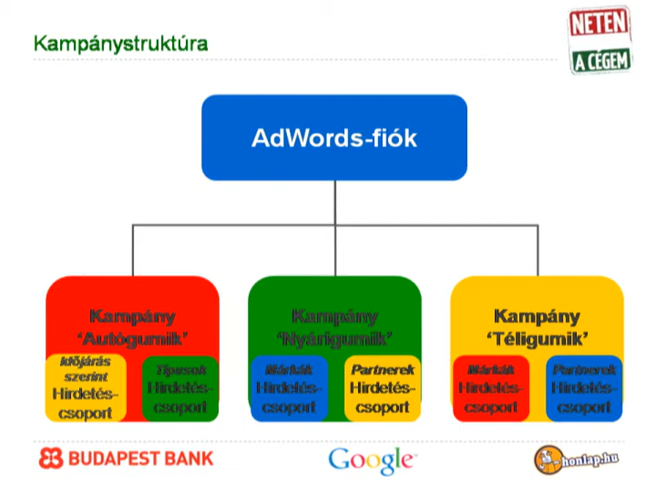 Kampánystruktúra
NETEN
A CÉGEM
AdWords-fiók
Kampány
'Autógumik'
Időjárás
szerint
Hirdetés-
csoport
Típusok
Hirdetés-
csoport
Kampány
'Nyárigumik'
Márkák
Hirdetés-
csoport
Partnerek
Hirdetés-
csoport
Kampány
'Téligumik'
Márkák
Hirdetés-
csoport
Partnerek
Hirdetés-
csoport
BUDAPEST BANK
Google
honlap.hu